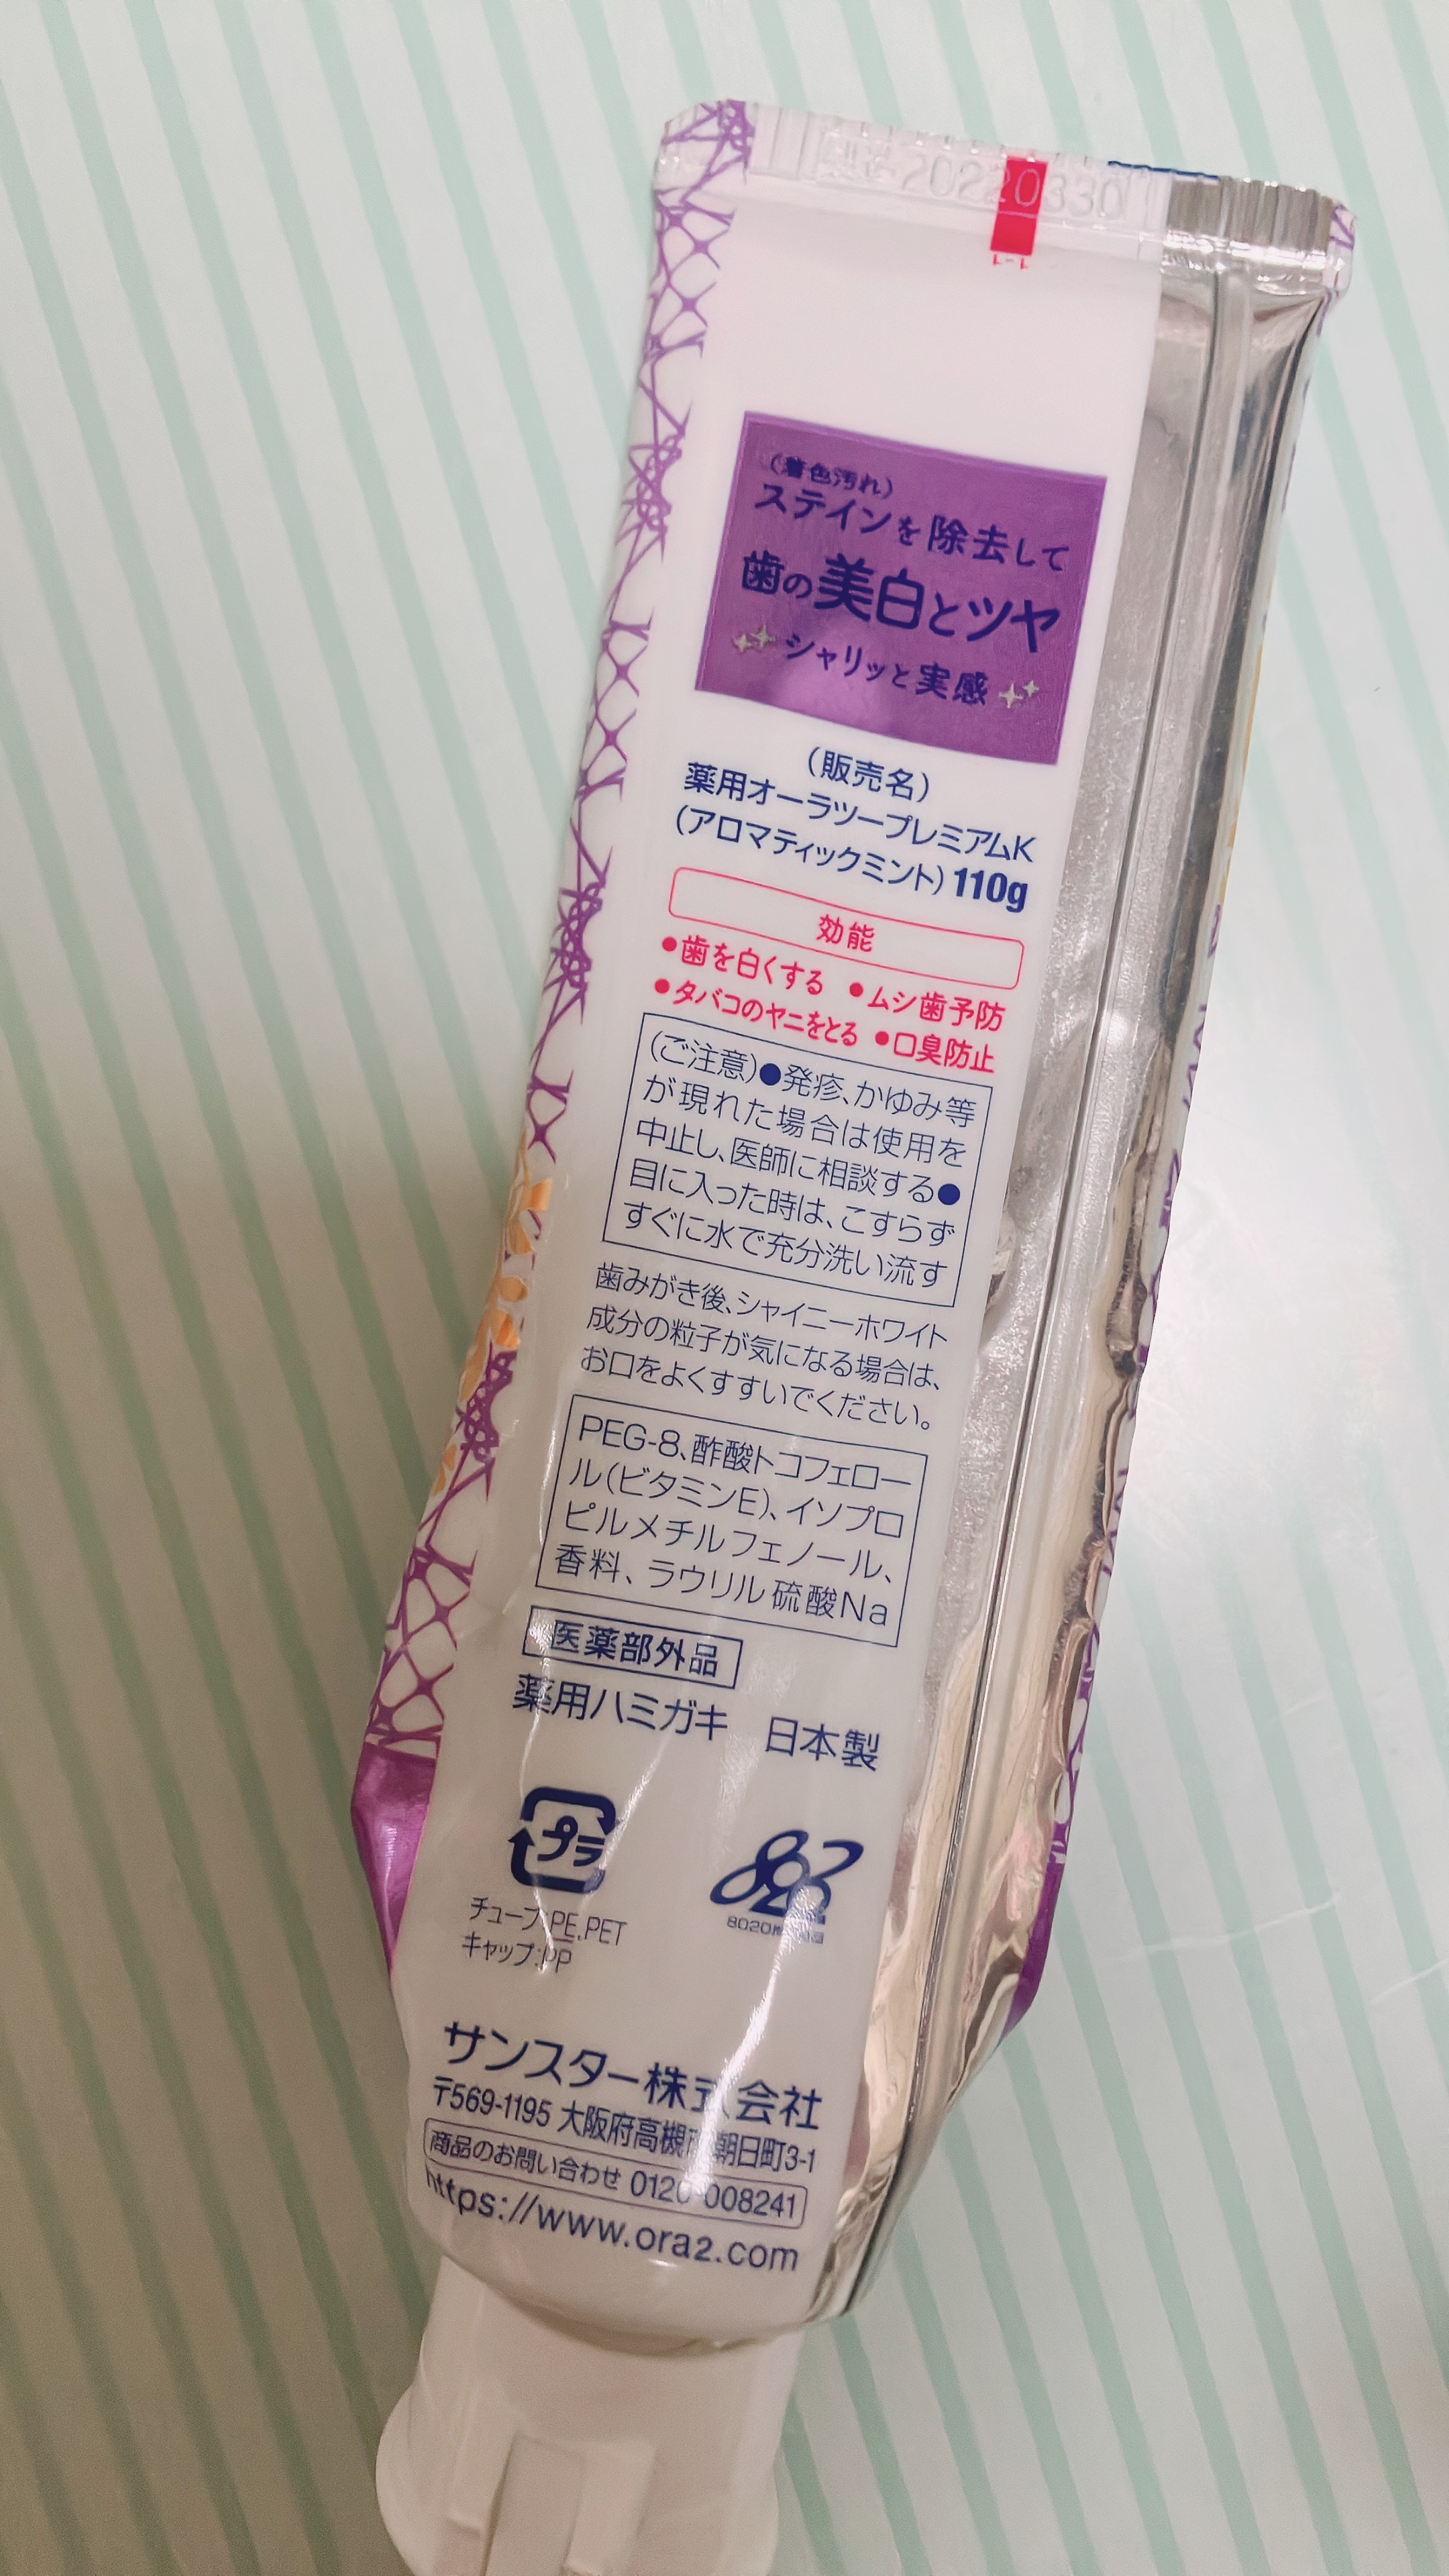 20220330
(着色汚れ)
ステインを除去して
歯の美白とツヤ
シャリッと実感
(販売名)
薬用オーラツープレミアムK
(アロマティックミント)110g
効能
●歯を白くする ●ムシ歯予防
●タバコのヤニをとる ●口臭防止
(ご注意)●発疹、かゆみ等
が現れた場合は使用を
中止し、医師に相談する●
目に入った時は、こすらず
すぐに水で充分洗い流す
歯みがき後、シャイニーホワイト
成分の粒子が気になる場合は、
お口をよくすすいでください。
PEG-8、酢酸トコフェロー
ル(ビタミンE)、イソプロ
ピルメチルフェノール、
香料、ラウリル硫酸Na
医薬部外品
薬用ハミガキ 日本製
プラ
チューブ:PE,PET
キャップ:PP
8020
サンスター株式会社
〒569-1195 大阪府高槻市朝日町3-1
商品のお問い合わせ 0120-008241
https://www.ora2.com